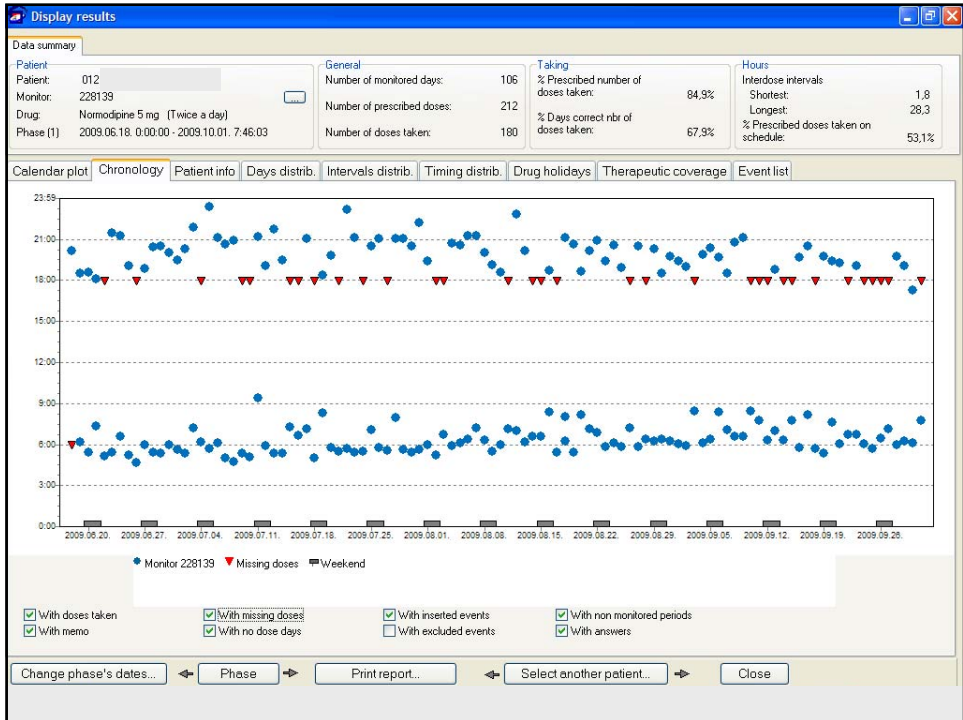 Display results
Data summary
Patient
Patient: 012
Monitor: 228139 ...
Drug: Normodipine 5 mg (Twice a day)
Phase (1) 2009.06.18. 0:00:00 - 2009.10.01. 7:46:03
General
Number of monitored days: 106
Number of prescribed doses: 212
Number of doses taken: 180
Taking
% Prescribed number of
doses taken: 84,9%
% Days correct nbr of
doses taken: 67,9%
Hours
Interdose intervals
Shortest: 1,8
Longest: 28,3
% Prescribed doses taken on
schedule: 53,1%
Calendar plot Chronology Patient info Days distrib. Intervals distrib. Timing distrib. Drug holidays Therapeutic coverage Event list
23:59
21:00
18:00
15:00
12:00
9:00
6:00
3:00
0:00
2009.06.20. 2009.06.27. 2009.07.04. 2009.07.11. 2009.07.18. 2009.07.25. 2009.08.01. 2009.08.08. 2009.08.15. 2009.08.22. 2009.08.29. 2009.09.05. 2009.09.12. 2009.09.19. 2009.09.26.
Monitor 228139 Missing doses Weekend
With doses taken With missing doses With inserted events With non monitored periods
With memo With no dose days With excluded events With answers
Change phase's dates... Phase Print report... Select another patient... Close